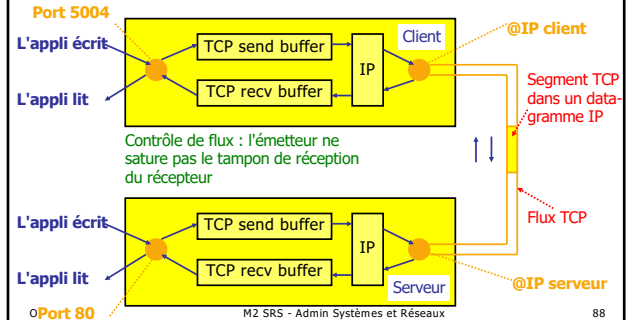 Port 5004
L'appli écrit
TCP send buffer
Client
@IP client
IP
TCP recv buffer
L'appli lit
Segment TCP
dans un data-
gramme IP
Contrôle de flux : l'émetteur ne
sature pas le tampon de réception
du récepteur
Flux TCP
L'appli écrit
TCP send buffer
IP
TCP recv buffer
L'appli lit
Serveur
@IP serveur
Port 80
M2 SRS - Admin Systèmes et Réseaux
88